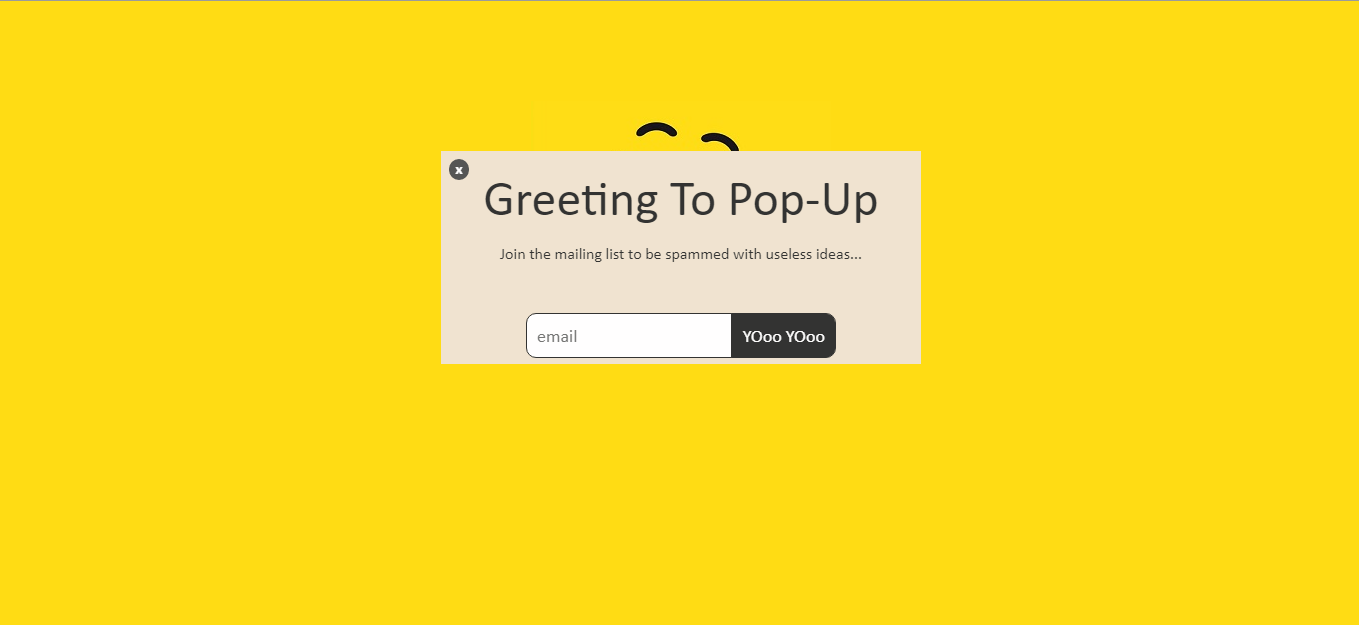 x
Greeting To Pop-Up
Join the mailing list to be spammed with useless ideas...
email
YOoo YOoo